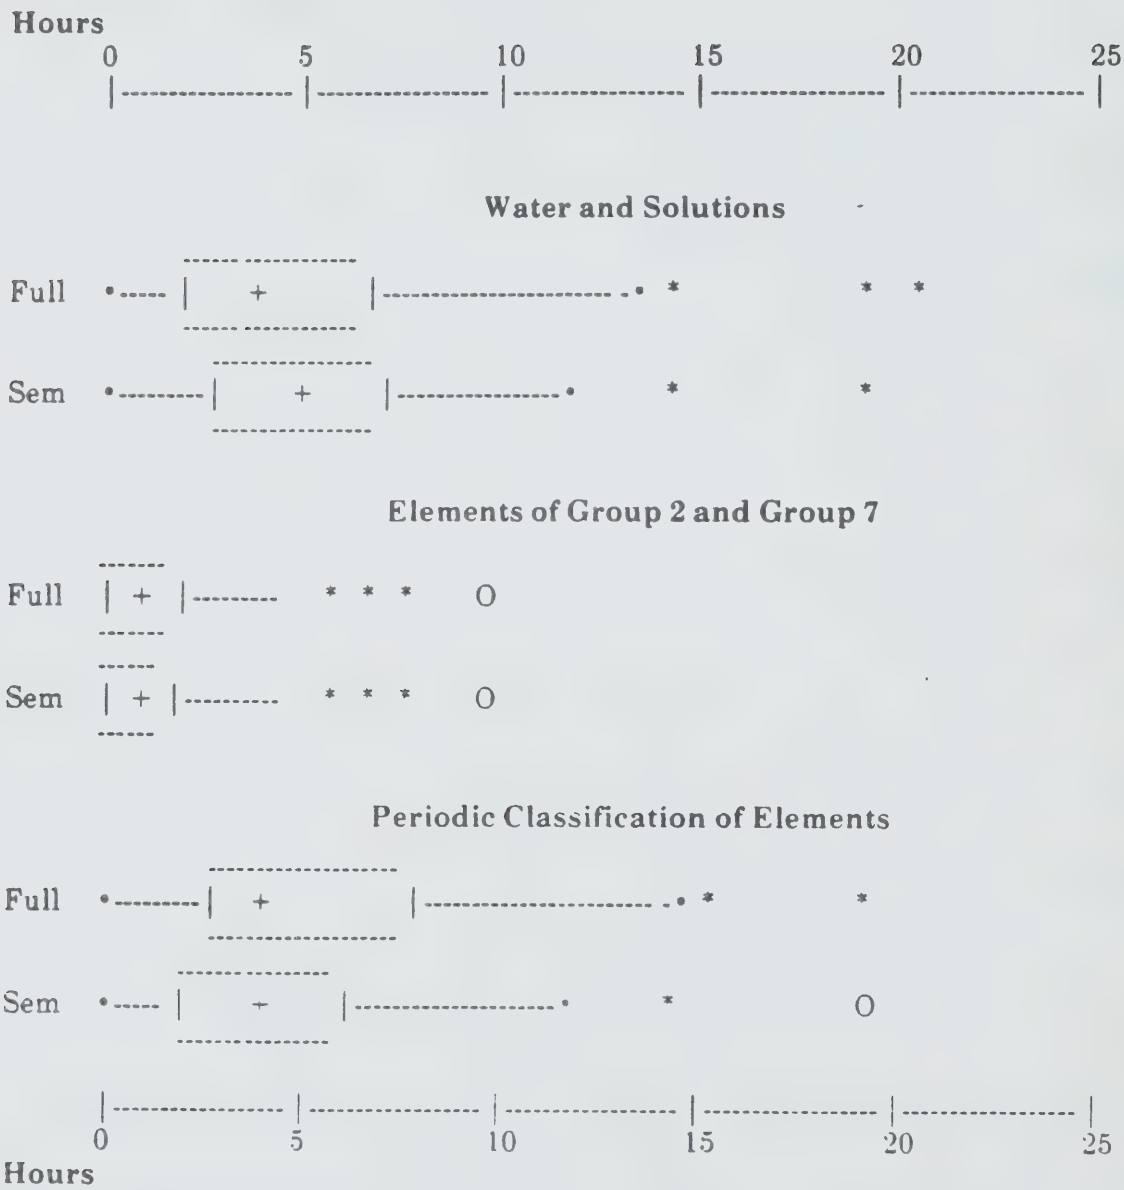 Hours
0 5 10 15 20 25
Water and Solutions
Full
Sem
Elements of Group 2 and Group 7
Full * * * O
Sem * * * O
Periodic Classification of Elements
Full
Sem
0 5 10 15 20 25
Hours